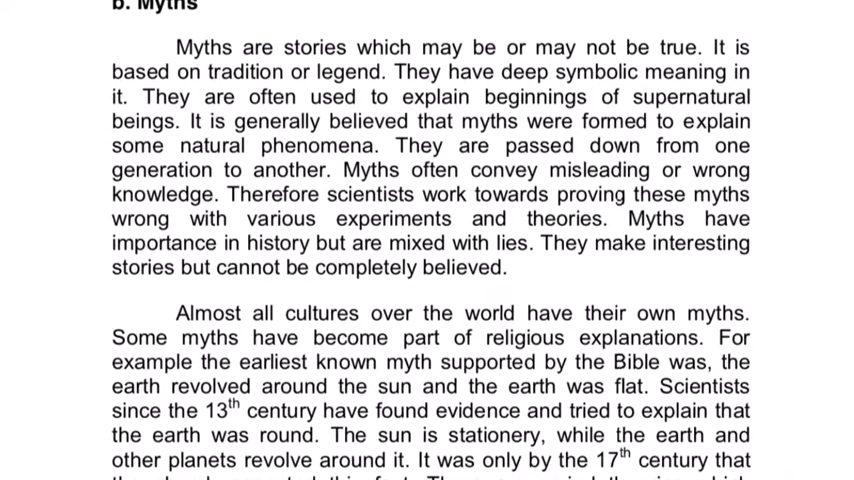 b. Myths
Myths are stories which may be or may not be true. It is
based on tradition or legend. They have deep symbolic meaning in
it. They are often used to explain beginnings of supernatural
beings. It is generally believed that myths were formed to explain
some natural phenomena. They are passed down from one
generation to another. Myths often convey misleading or wrong
knowledge. Therefore scientists work towards proving these myths
wrong with various experiments and theories. Myths have
importance in history but are mixed with lies. They make interesting
stories but cannot be completely believed.
Almost all cultures over the world have their own myths.
Some myths have become part of religious explanations. For
example the earliest known myth supported by the Bible was, the
earth revolved around the sun and the earth was flat. Scientists
since the 13th century have found evidence and tried to explain that
the earth was round. The sun is stationery, while the earth and
other planets revolve around it. It was only by the 17th century that